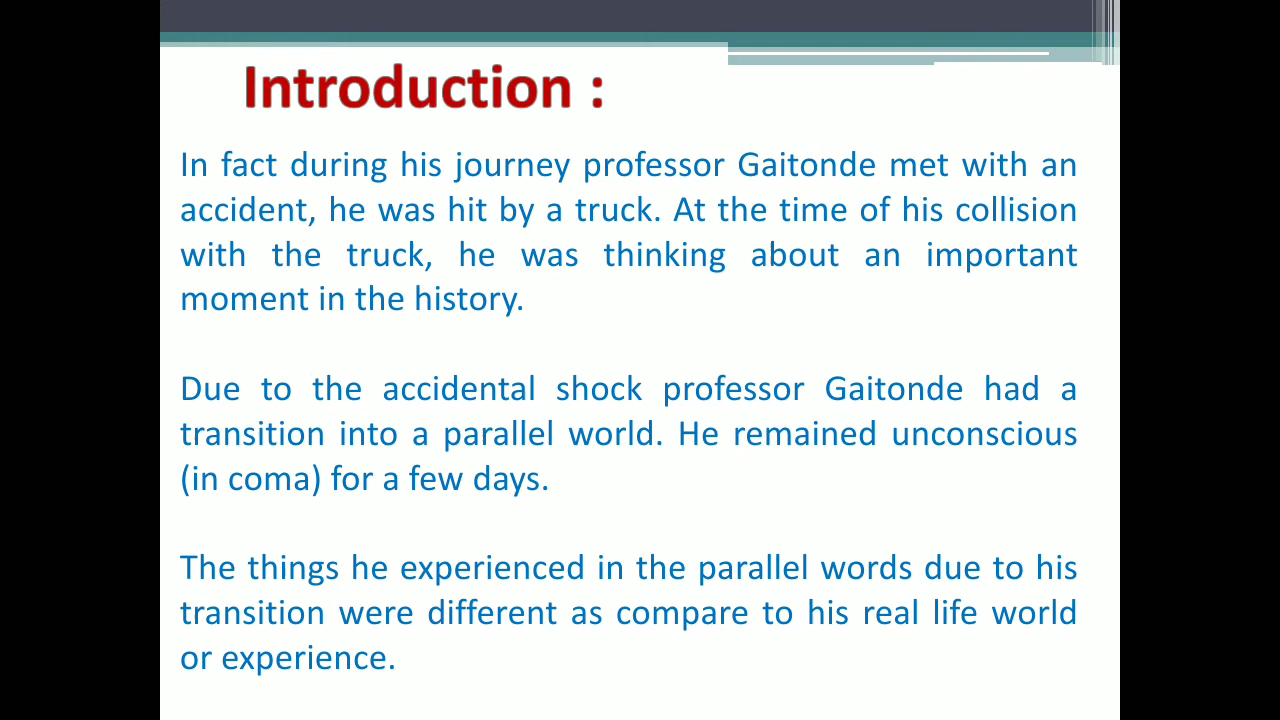 Introduction :
In fact during his journey professor Gaitonde met with an
accident, he was hit by a truck. At the time of his collision
with the truck, he was thinking about an important
moment in the history.
Due to the accidental shock professor Gaitonde had a
transition into a parallel world. He remained unconscious
(in coma) for a few days.
The things he experienced in the parallel words due to his
transition were different as compare to his real life world
or experience.